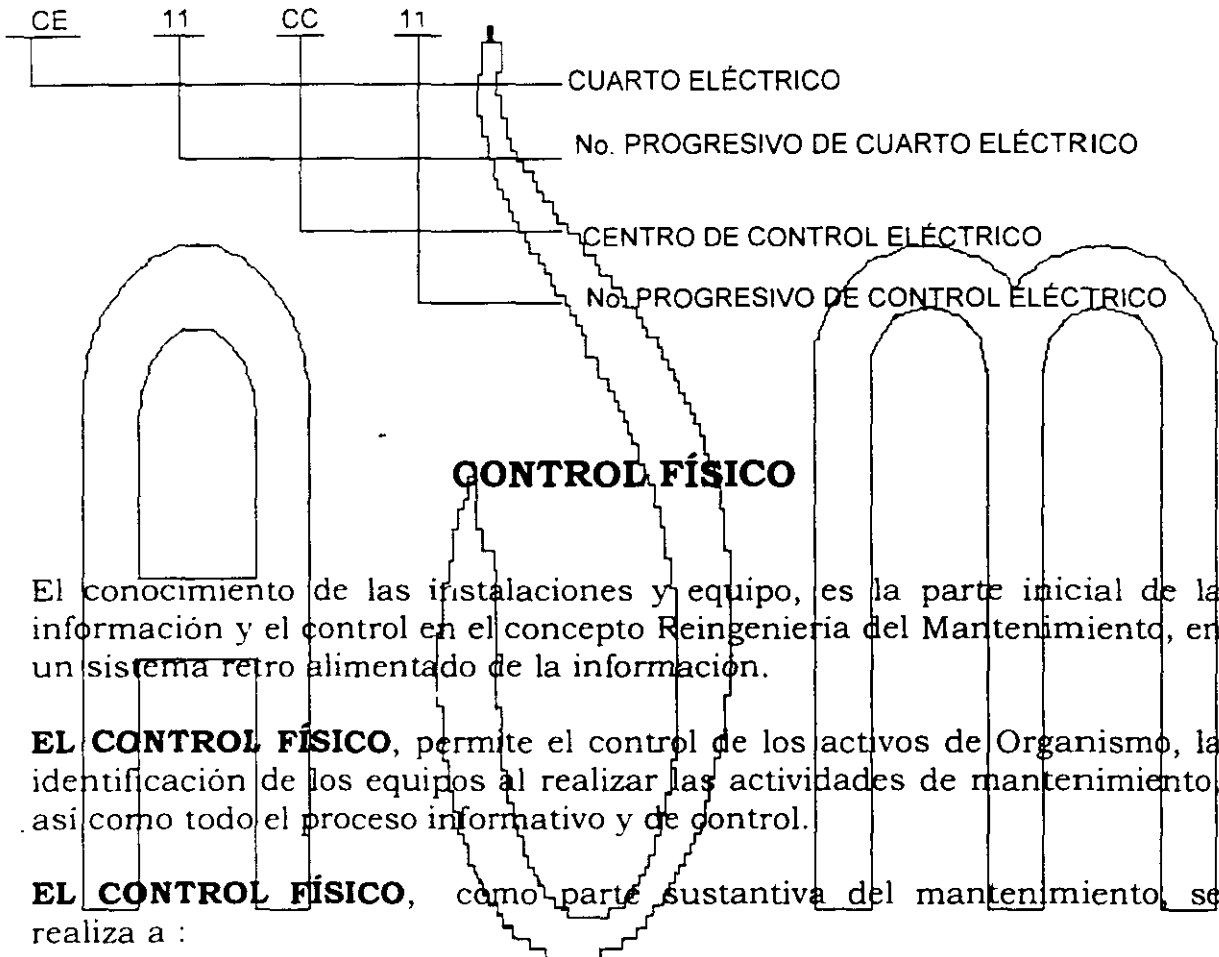 CE 11 CC 11
CUARTO ELÉCTRICO
No. PROGRESIVO DE CUARTO ELÉCTRICO
CENTRO DE CONTROL ELÉCTRICO
No. PROGRESIVO DE CONTROL ELÉCTRICO
CONTROL FÍSICO
El conocimiento de las instalaciones y equipo, es la parte inicial de la
información y el control en el concepto Reingeniería del Mantenimiento, en
un sistema retro alimentado de la información.
EL CONTROL FÍSICO, permite el control de los activos de Organismo, la
identificación de los equipos al realizar las actividades de mantenimiento,
así como todo el proceso informativo y de control.
EL CONTROL FÍSICO, como parte sustantiva del mantenimiento, se
realiza a :